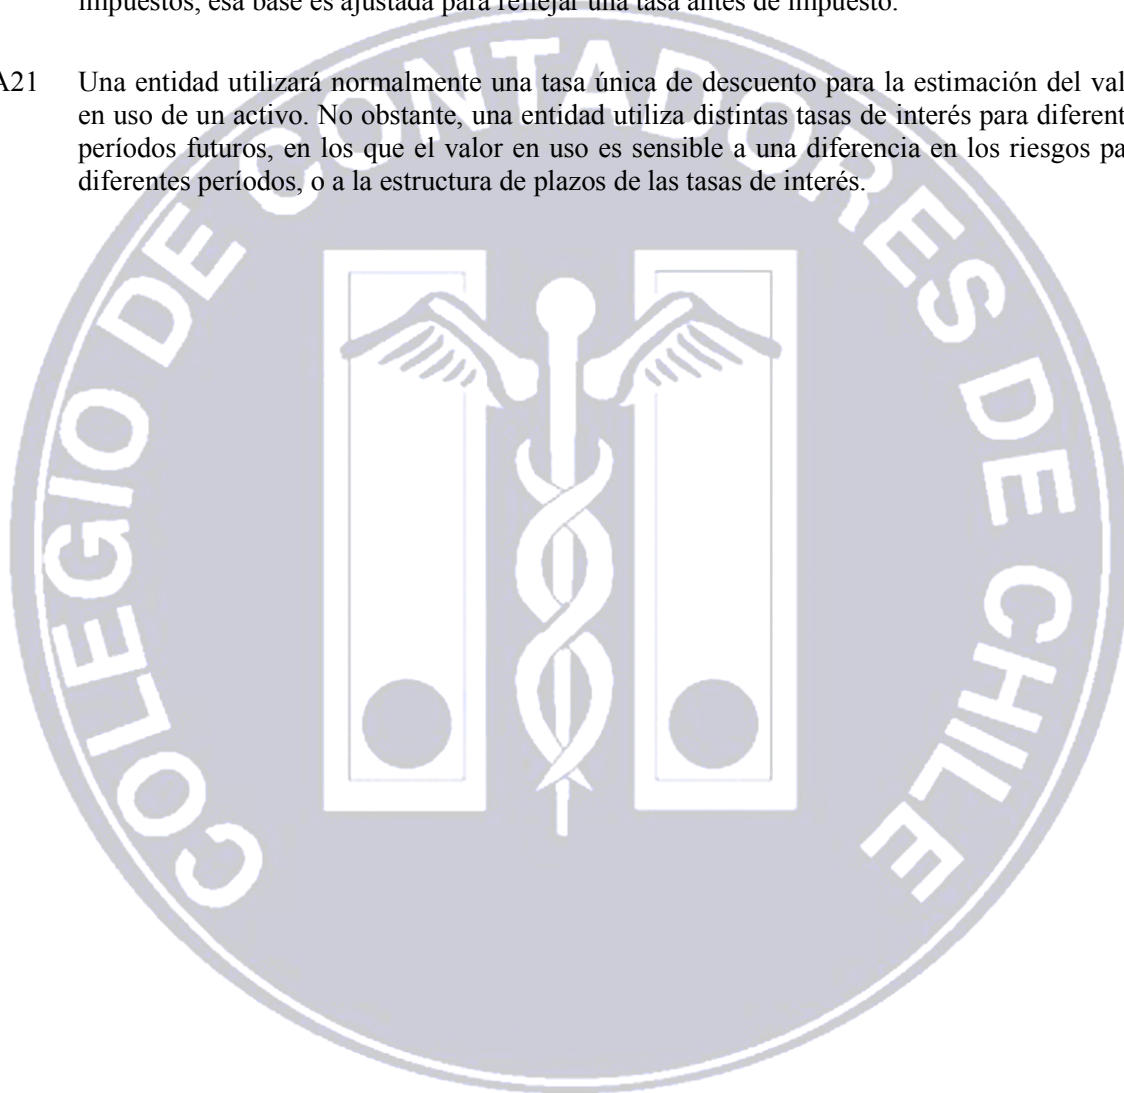 impuestos, esa base es ajustada para reflejar una tasa antes de impuesto.
A21 Una entidad utilizará normalmente una tasa única de descuento para la estimación del val
en uso de un activo. No obstante, una entidad utiliza distintas tasas de interés para diferent
períodos futuros, en los que el valor en uso es sensible a una diferencia en los riesgos pa
diferentes períodos, o a la estructura de plazos de las tasas de interés.
COLEGIO DE CONTADORES DE CHILE